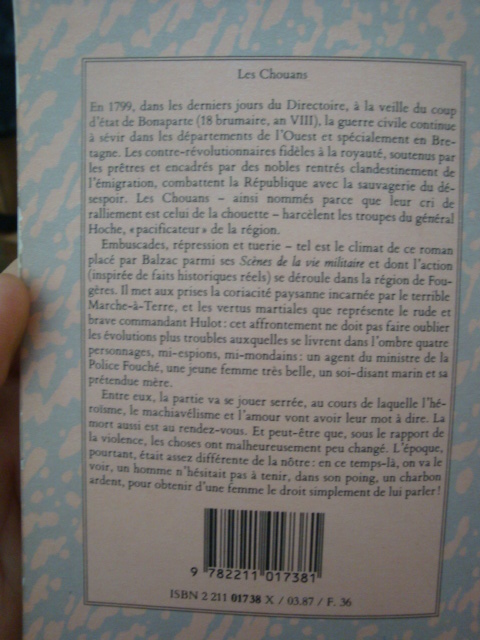 Les Chouans
En 1799, dans les derniers jours du Directoire, à la veille du coup
d'état de Bonaparte (18 brumaire, an VIII), la guerre civile continue
à sévir dans les départements de l'Ouest et spécialement en Bre-
tagne. Les contre-révolutionnaires fidèles à la royauté, soutenus par
les prêtres et encadrés par des nobles rentrés clandestinement de
l'émigration, combattent la République avec la sauvagerie du dé-
sespoir. Les Chouans – ainsi nommés parce que leur cri de
ralliement est celui de la chouette – harcèlent les troupes du général
Hoche, «pacificateur» de la région.
Embuscades, répression et tuerie – tel est le climat de ce roman
placé par Balzac parmi ses Scènes de la vie militaire et dont l'action
(inspirée de faits historiques réels) se déroule dans la région de Fou-
gères. Il met aux prises la coriacité paysanne incarnée par le terrible
Marche-à-Terre, et les vertus martiales que représente le rude et
brave commandant Hulot: cet affrontement ne doit pas faire oublier
les évolutions plus troubles auxquelles se livrent dans l'ombre quatre
personnages, mi-espions, mi-mondains: un agent du ministre de la
Police Fouché, une jeune femme très belle, un soi-disant marin et sa
prétendue mère.
Entre eux, la partie va se jouer serrée, au cours de laquelle l'hé-
roïsme, le machiavélisme et l'amour vont avoir leur mot à dire. La
mort aussi est au rendez-vous. Et peut-être que, sous le rapport de
la violence, les choses ont malheureusement peu changé. L'époque,
pourtant, était assez différente de la nôtre: en ce temps-là, on va le
voir, un homme n'hésitait pas à tenir, dans son poing, un charbon
ardent, pour obtenir d'une femme le droit simplement de lui parler!
9 782211 017381
ISBN 2 211 01738 X / 03.87 / F. 36